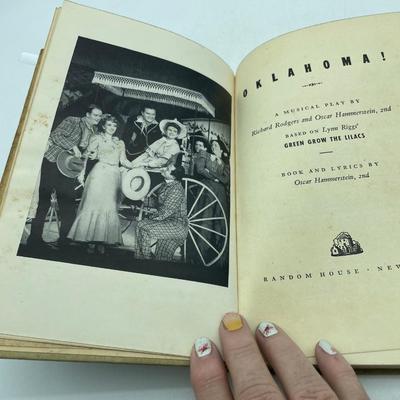 OKLAHOMA!
A MUSICAL PLAY BY
Richard Rodgers and Oscar Hammerstein, 2nd
BASED ON Lynn Riggs'
GREEN GROW THE LILACS
BOOK AND LYRICS BY
Oscar Hammerstein, 2nd
RANDOM HOUSE · NEW